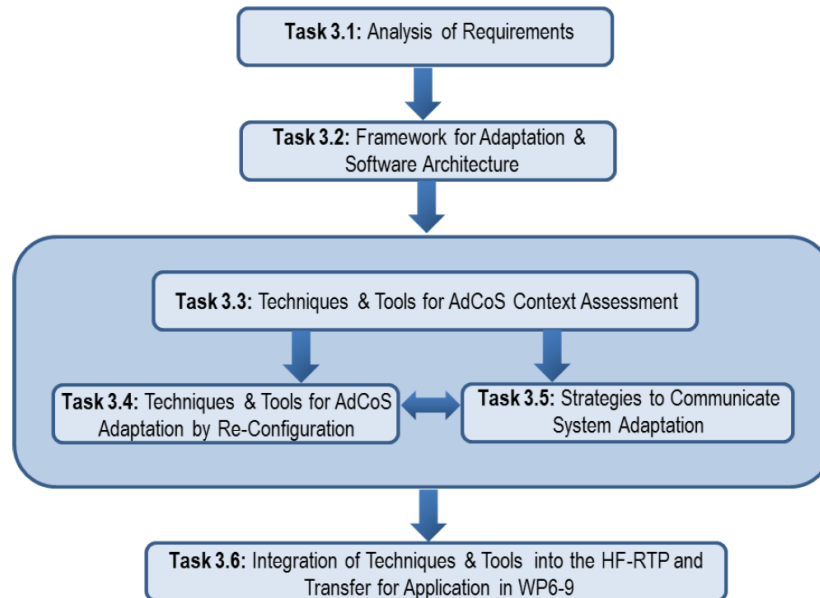 Task 3.1: Analysis of Requirements
Task 3.2: Framework for Adaptation &
Software Architecture
Task 3.3: Techniques & Tools for AdCoS Context Assessment
Task 3.4: Techniques & Tools for AdCoS
Adaptation by Re-Configuration
Task 3.5: Strategies to Communicate
System Adaptation
Task 3.6: Integration of Techniques & Tools into the HF-RTP and
Transfer for Application in WP6-9